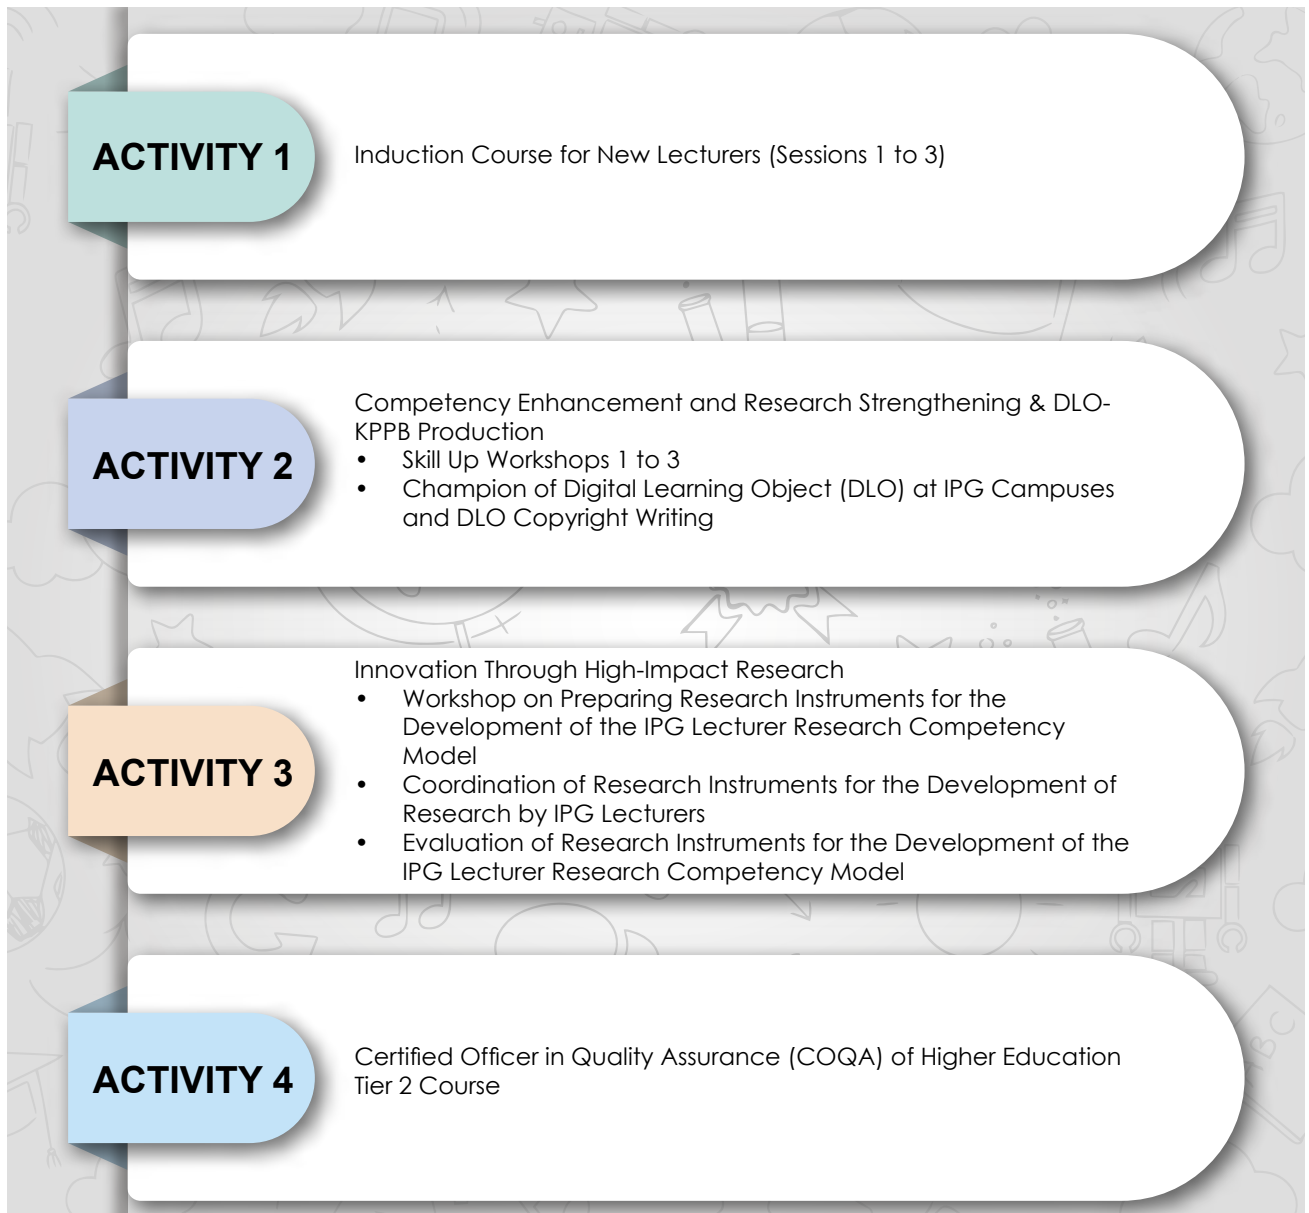 ACTIVITY 1
Induction Course for New Lecturers (Sessions 1 to 3)
ACTIVITY 2
Competency Enhancement and Research Strengthening & DLO-
KPPB Production
• Skill Up Workshops 1 to 3
• Champion of Digital Learning Object (DLO) at IPG Campuses
and DLO Copyright Writing
ACTIVITY 3
Innovation Through High-Impact Research
• Workshop on Preparing Research Instruments for the
Development of the IPG Lecturer Research Competency
Model
• Coordination of Research Instruments for the Development of
Research by IPG Lecturers
• Evaluation of Research Instruments for the Development of the
IPG Lecturer Research Competency Model
ACTIVITY 4
Certified Officer in Quality Assurance (COQA) of Higher Education
Tier 2 Course